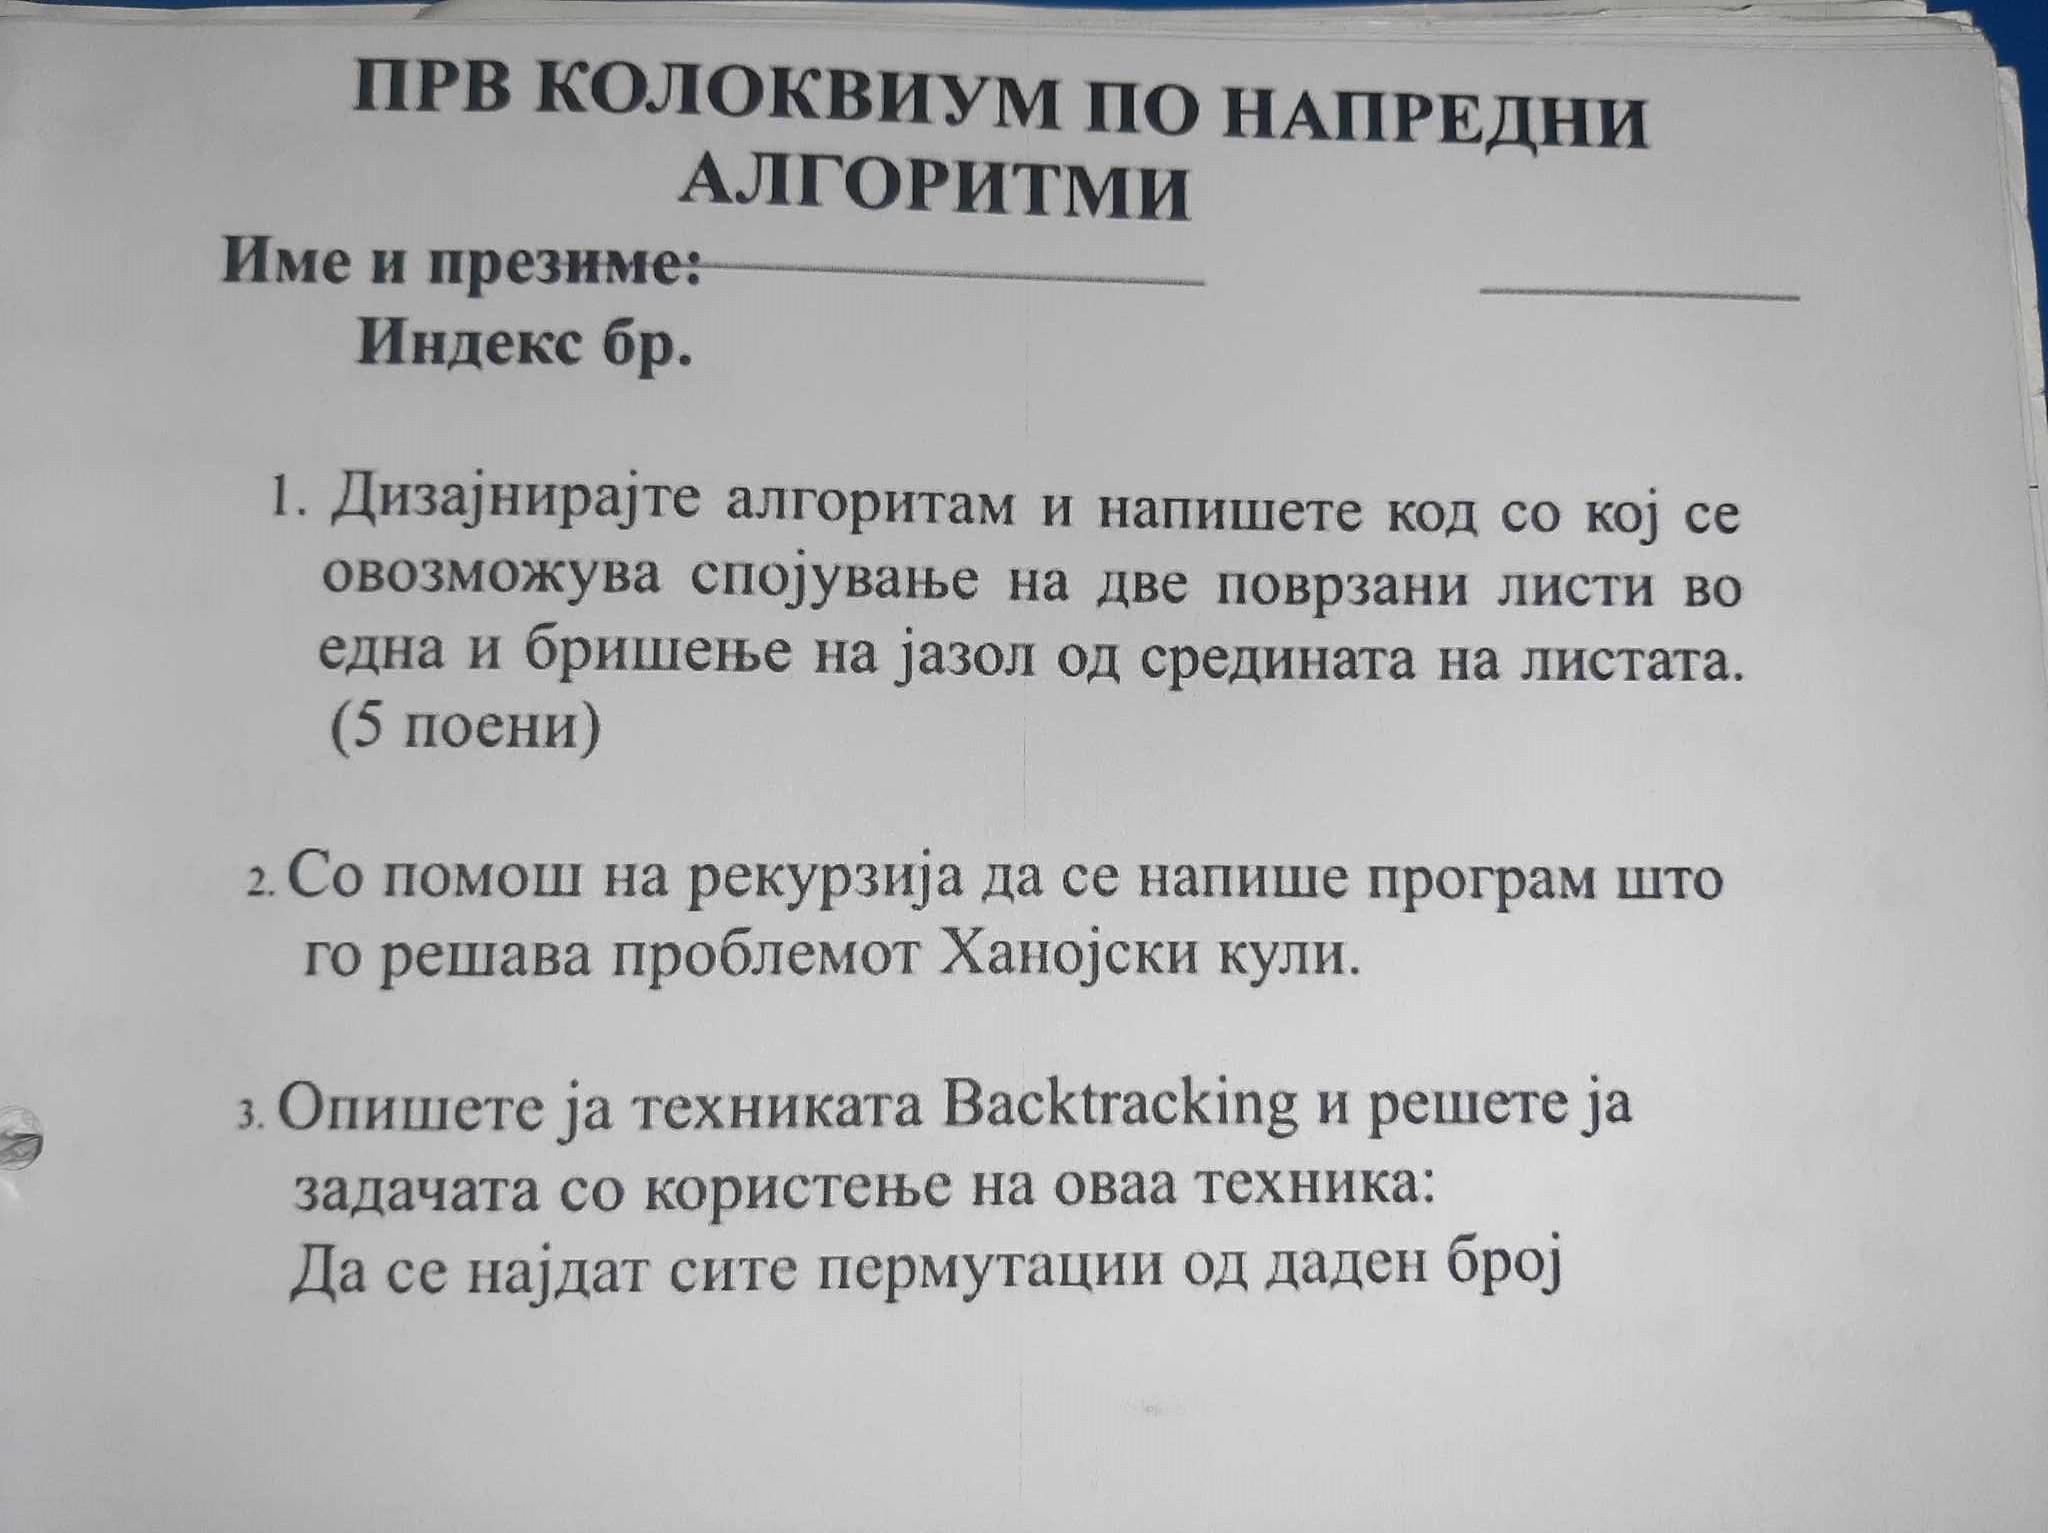 ПРВ КОЛОКВИУМ ПО НАПРЕДНИ
АЛГОРИТМИ
Име и презиме:
Индекс бр.
1. Дизајнирајте алгоритам и напишете код со кој се
овозможува спојување на две поврзани листи во
една и бришење на јазол од средината на листата.
(5 поени)
2. Со помош на рекурзија да се напише програм што
го решава проблемот Ханојски кули.
3. Опишете ја техниката Backtracking и решете ја
задачата со користење на оваа техника:
Да се најдат сите пермутации од даден број